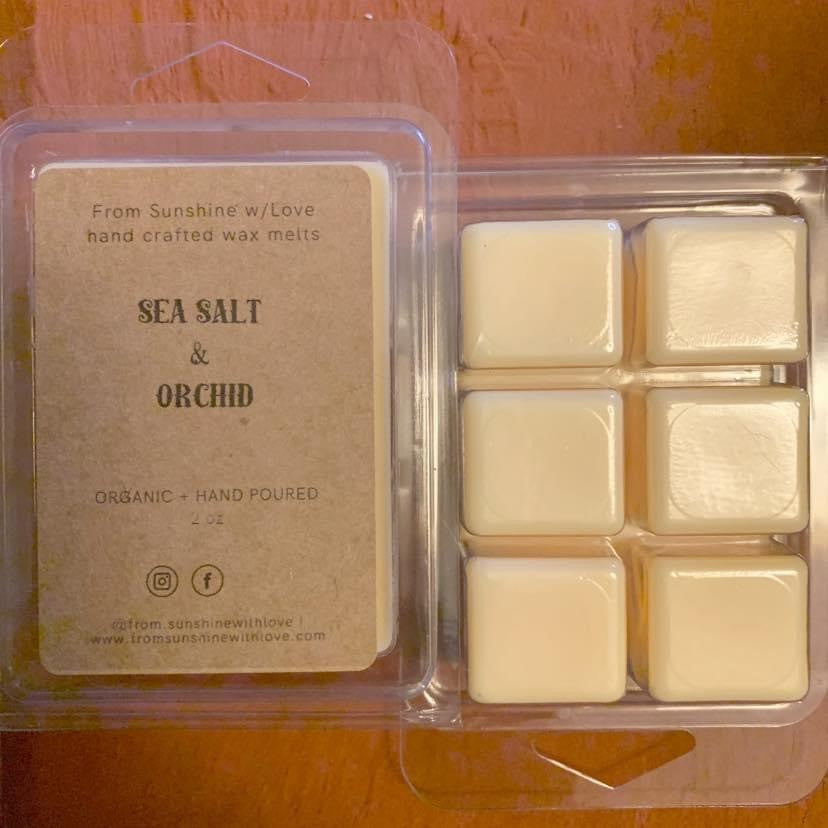 From Sunshine w/Love
hand crafted wax melts
SEA SALT
&
ORCHID
ORGANIC + HAND POURED
2 oz
@from.sunshinewithlove |
www.fromsunshinewithlove.com